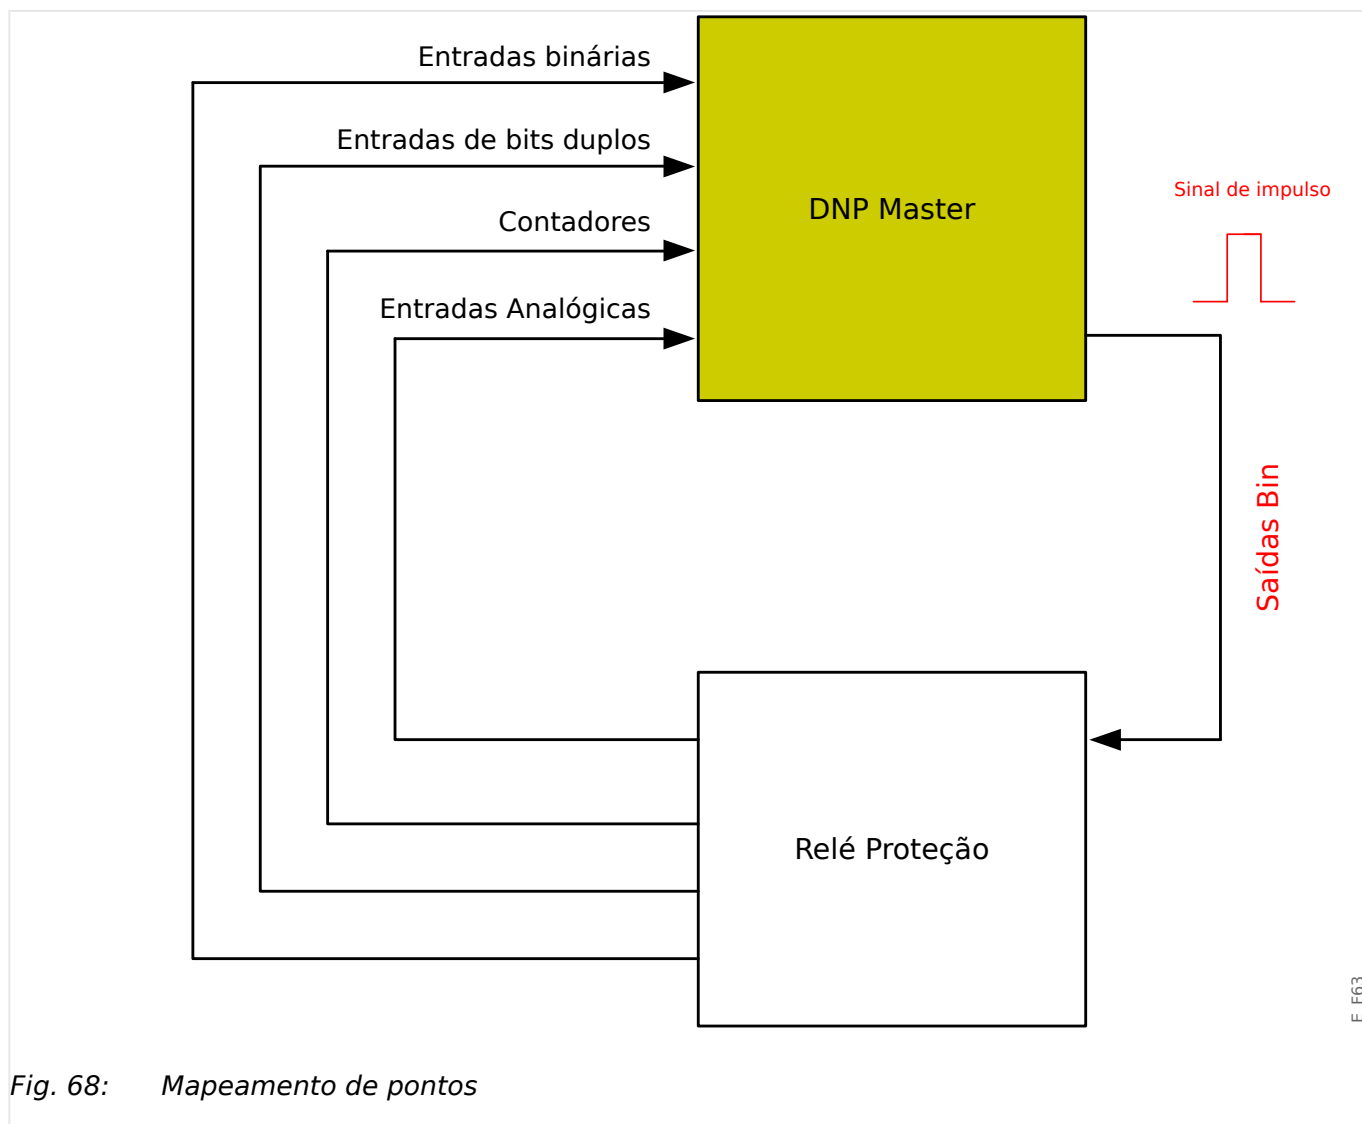 Entradas binárias
Entradas de bits duplos
Contadores
Entradas Analógicas
DNP Master
Sinal de impulso
Saídas Bin
Relé Proteção
Fig. 68: Mapeamento de pontos